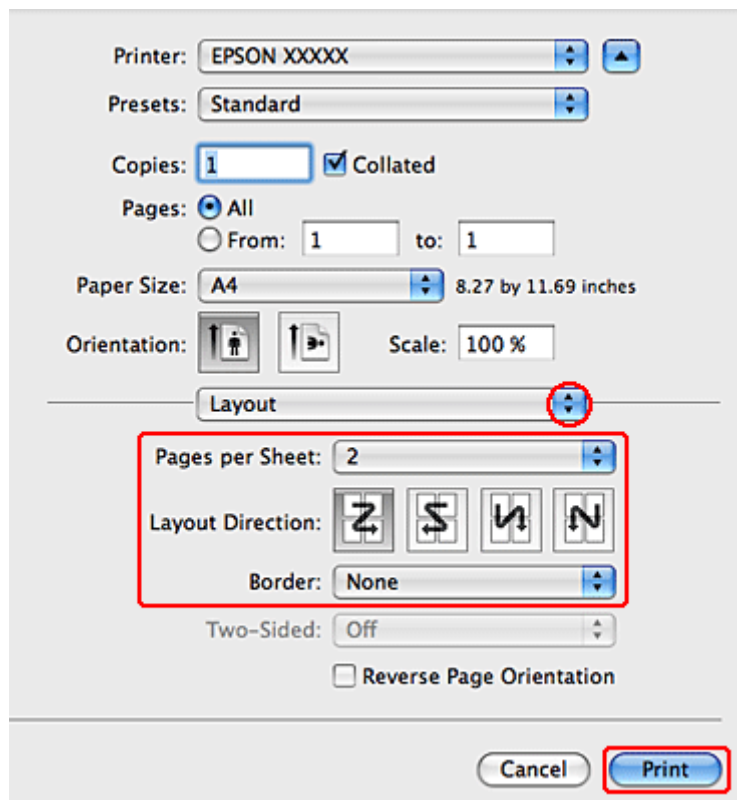 Printer: EPSON XXXXX
Presets: Standard
Copies: 1 Collated
Pages: All
From: 1 to: 1
Paper Size: A4 8.27 by 11.69 inches
Orientation: Scale: 100 %
Layout
Pages per Sheet: 2
Layout Direction:
Border: None
Two-Sided: Off
Reverse Page Orientation
Cancel Print